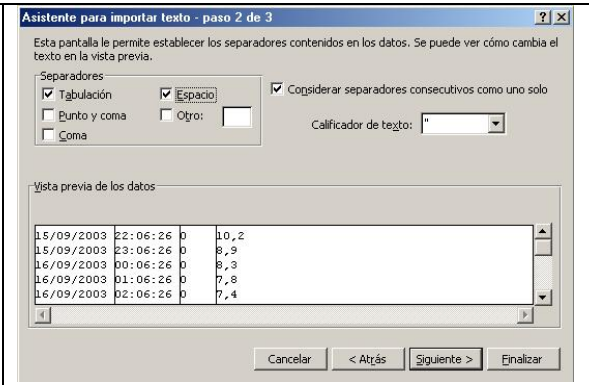 Asistente para importar texto - paso 2 de 3
Esta pantalla le permite establecer los separadores contenidos en los datos. Se puede ver cómo cambia el
texto en la vista previa.
Separadores
Tabulación
Espacio
Punto y coma
Otro:
Coma
Considerar separadores consecutivos como uno solo
Calificador de texto: "
Vista previa de los datos
15/09/2003 22:06:26 0 10,2
15/09/2003 23:06:26 0 8,9
16/09/2003 00:06:26 0 8,3
16/09/2003 01:06:26 0 7,8
16/09/2003 02:06:26 0 7,4
Cancelar
< Atrás
Siguiente >
Finalizar